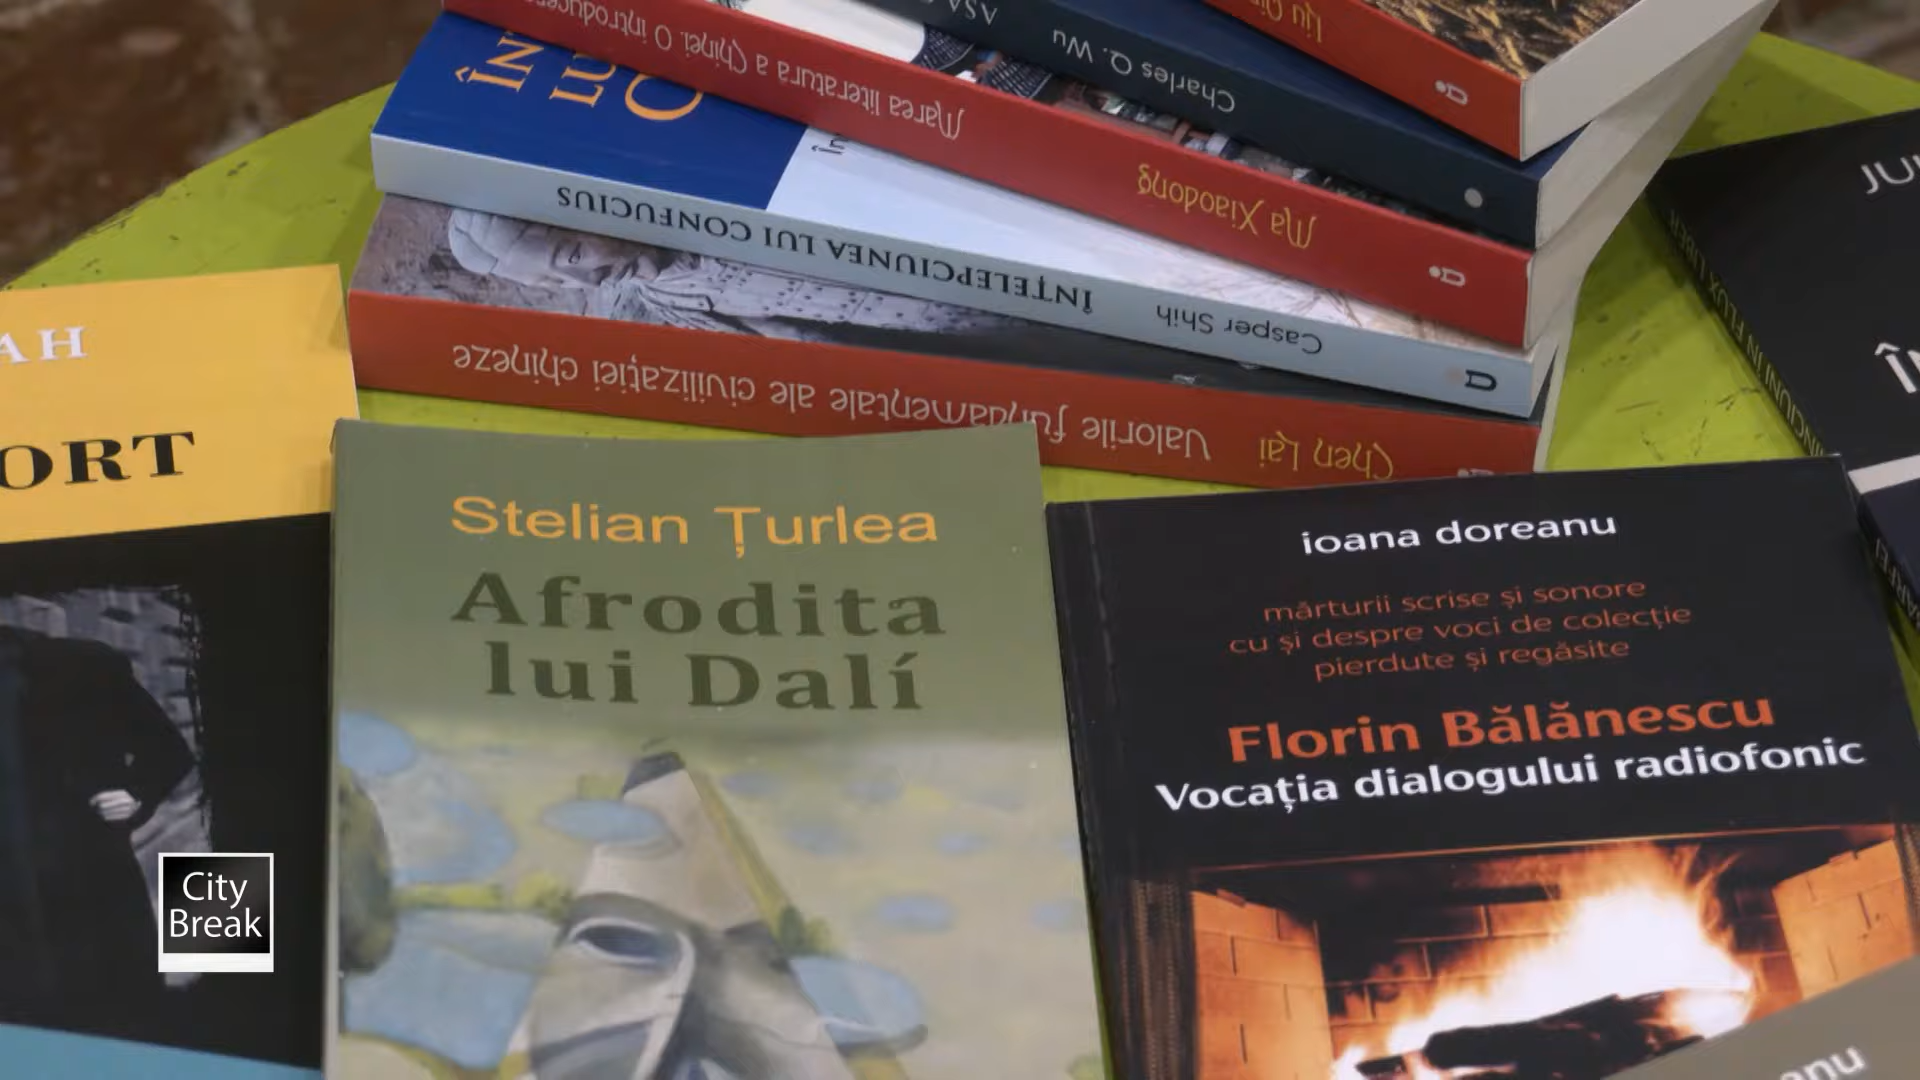 Charles Q. Wu
Marea literatură a Chinei. O
Ma Xiaodong
ÎNȚELEPCIUNEA LUI CONFUCIUS
Casper Shih
Valorile fundamentale ale civilizației chineze
Chen Lai
Stelian Țurlea
Afrodita
lui Dalí
ioana doreanu
mărturii scrise și sonore
cu și despre voci de colecție
pierdute și regăsite
Florin Bălănescu
Vocația dialogului radiofonic
City
Break